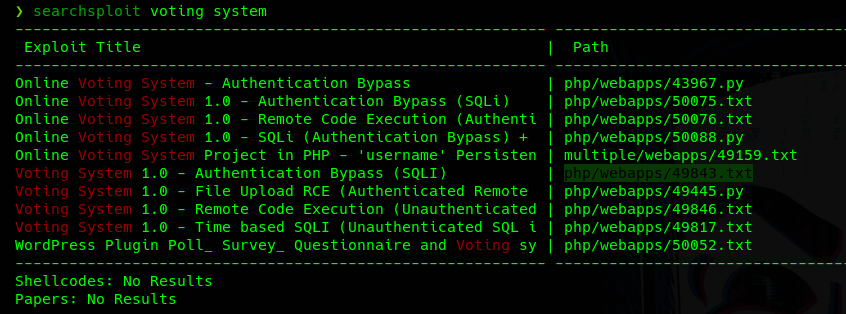 ❯ searchsploit voting system
Exploit Title | Path
Online Voting System - Authentication Bypass | php/webapps/43967.py
Online Voting System 1.0 - Authentication Bypass (SQLi) | php/webapps/50075.txt
Online Voting System 1.0 - Remote Code Execution (Authenti | php/webapps/50076.txt
Online Voting System 1.0 - SQLi (Authentication Bypass) + | php/webapps/50088.py
Online Voting System Project in PHP - 'username' Persisten | multiple/webapps/49159.txt
Voting System 1.0 - Authentication Bypass (SQLI) | php/webapps/49843.txt
Voting System 1.0 - File Upload RCE (Authenticated Remote | php/webapps/49445.py
Voting System 1.0 - Remote Code Execution (Unauthenticated | php/webapps/49846.txt
Voting System 1.0 - Time based SQLI (Unauthenticated SQL i | php/webapps/49817.txt
WordPress Plugin Poll_ Survey_ Questionnaire and Voting sy | php/webapps/50052.txt
Shellcodes: No Results
Papers: No Results